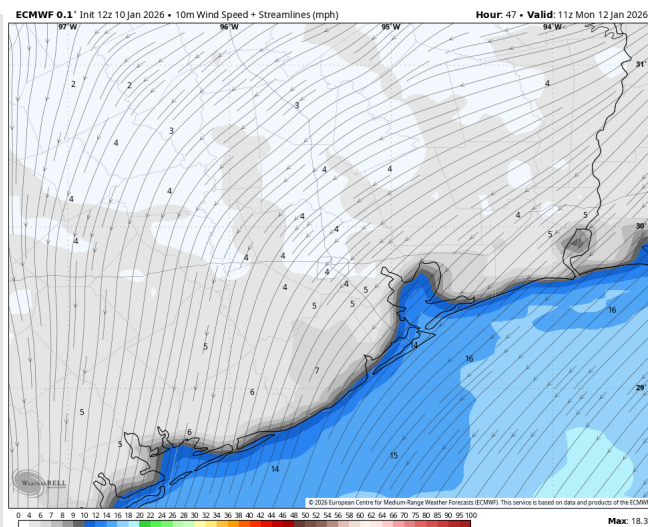 ECMWF 0.1° Init 12z 10 Jan 2026 • 10m Wind Speed + Streamlines (mph) Hour: 47 • Valid: 11z Mon 12 Jan 2026
97°W 96°W 95°W 94°W
31°
2 2 4
3
3
4
4 4
4
4 4 5
4 5 30°
4
4 4
4
4 4 5
5 5
16
5 14
16
7 29°
6
5
6
5
15
14
WeatherBELL
© 2026 European Centre for Medium-Range Weather Forecasts (ECMWF). This service is based on data and products of the ECMW
0 4 6 7 8 9 10 12 14 16 18 20 22 24 26 28 30 32 34 36 38 40 42 44 46 48 50 52 54 56 58 60 62 64 66 68 70 75 80 85 90 95 100
Max: 18.3